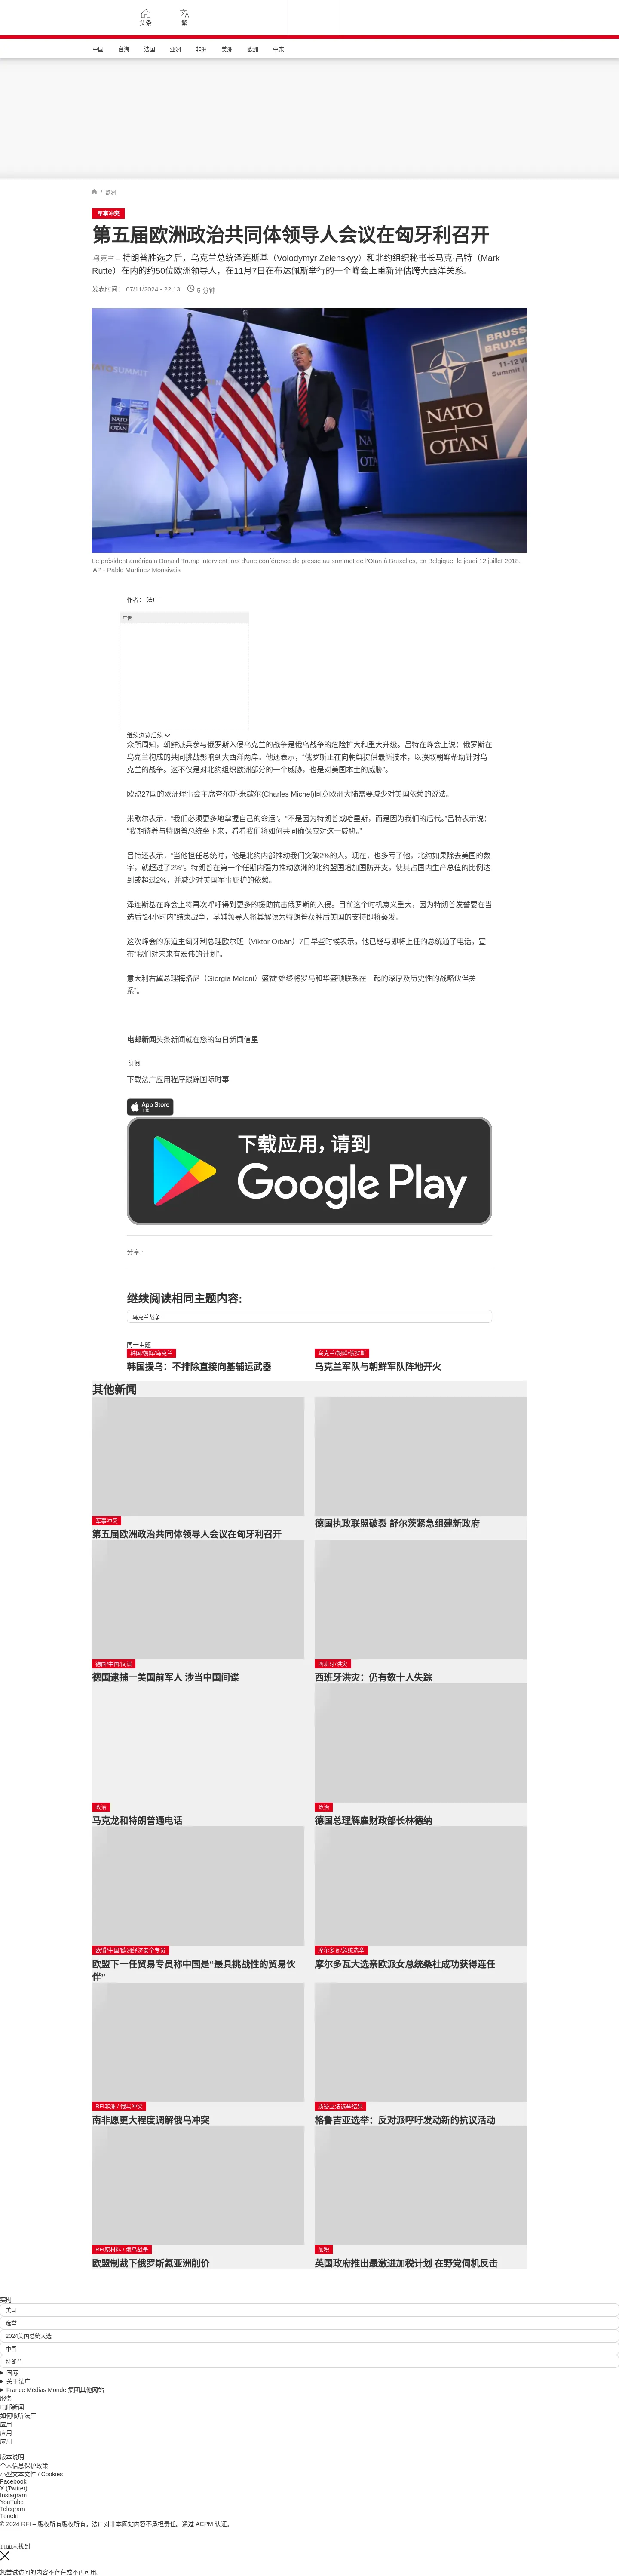 头条
繁
中国 台海 法国 亚洲 非洲 美洲 欧洲 中东
/ 欧洲
军事冲突
第五届欧洲政治共同体领导人会议在匈牙利召开
乌克兰 – 特朗普胜选之后，乌克兰总统泽连斯基（Volodymyr Zelenskyy）和北约组织秘书长马克·吕特（Mark
Rutte）在内的约50位欧洲领导人，在11月7日在布达佩斯举行的一个峰会上重新评估跨大西洋关系。
发表时间： 07/11/2024 - 22:13 5 分钟
NATO
OTAN
SUMMIT
BRUSSELS
BRUXELLES
11-12
NATO
OTAN
Le président américain Donald Trump intervient lors d'une conférence de presse au sommet de l'Otan à Bruxelles, en Belgique, le jeudi 12 juillet 2018.
AP - Pablo Martinez Monsivais
作者： 法广
广告
继续浏览后续
众所周知，朝鲜派兵参与俄罗斯入侵乌克兰的战争是俄乌战争的危险扩大和重大升级。吕特在峰会上说：俄罗斯在
乌克兰构成的共同挑战影响到大西洋两岸。他还表示，“俄罗斯正在向朝鲜提供最新技术，以换取朝鲜帮助针对乌
克兰的战争。这不仅是对北约组织欧洲部分的一个威胁，也是对美国本土的威胁”。
欧盟27国的欧洲理事会主席查尔斯·米歇尔(Charles Michel)同意欧洲大陆需要减少对美国依赖的说法。
米歇尔表示，“我们必须更多地掌握自己的命运”。“不是因为特朗普或哈里斯，而是因为我们的后代。”吕特表示说：
“我期待着与特朗普总统坐下来，看看我们将如何共同确保应对这一威胁。”
吕特还表示，“当他担任总统时，他是北约内部推动我们突破2%的人。现在，也多亏了他，北约如果除去美国的数
字，就超过了2%”。特朗普在第一个任期内强力推动欧洲的北约盟国增加国防开支，使其占国内生产总值的比例达
到或超过2%，并减少对美国军事庇护的依赖。
泽连斯基在峰会上将再次呼吁得到更多的援助抗击俄罗斯的入侵。目前这个时机意义重大，因为特朗普发誓要在当
选后“24小时内”结束战争，基辅领导人将其解读为特朗普获胜后美国的支持即将蒸发。
这次峰会的东道主匈牙利总理欧尔班（Viktor Orbán）7日早些时候表示，他已经与即将上任的总统通了电话，宣
布“我们对未来有宏伟的计划”。
意大利右翼总理梅洛尼（Giorgia Meloni）盛赞“始终将罗马和华盛顿联系在一起的深厚及历史性的战略伙伴关
系”。
电邮新闻头条新闻就在您的每日新闻信里
订阅
下载法广应用程序跟踪国际时事
App Store
下载
下载应用，请到
Google Play
分享 :
继续阅读相同主题内容:
乌克兰战争
同一主题
韩国/朝鲜/乌克兰
韩国援乌：不排除直接向基辅运武器
乌克兰/朝鲜/俄罗斯
乌克兰军队与朝鲜军队阵地开火
其他新闻
军事冲突
第五届欧洲政治共同体领导人会议在匈牙利召开
德国执政联盟破裂 舒尔茨紧急组建新政府
德国/中国/间谍
德国逮捕一美国前军人 涉当中国间谍
西班牙/洪灾
西班牙洪灾：仍有数十人失踪
政治
马克龙和特朗普通电话
政治
德国总理解雇财政部长林德纳
欧盟/中国/欧洲经济安全专员
欧盟下一任贸易专员称中国是“最具挑战性的贸易伙
伴”
摩尔多瓦/总统选举
摩尔多瓦大选亲欧派女总统桑杜成功获得连任
RFI非洲 / 俄乌冲突
南非愿更大程度调解俄乌冲突
质疑立法选举结果
格鲁吉亚选举：反对派呼吁发动新的抗议活动
RFI原材料 / 俄乌战争
欧盟制裁下俄罗斯氦亚洲削价
加税
英国政府推出最激进加税计划 在野党伺机反击
实时
美国
选举
2024美国总统大选
中国
特朗普
国际
关于法广
France Médias Monde 集团其他网站
服务
电邮新闻
如何收听法广
应用
应用
应用
版本说明
个人信息保护政策
小型文本文件 / Cookies
Facebook
X (Twitter)
Instagram
YouTube
Telegram
TuneIn
© 2024 RFI – 版权所有版权所有。法广对非本网站内容不承担责任。通过 ACPM 认证。
页面未找到
您尝试访问的内容不存在或不再可用。